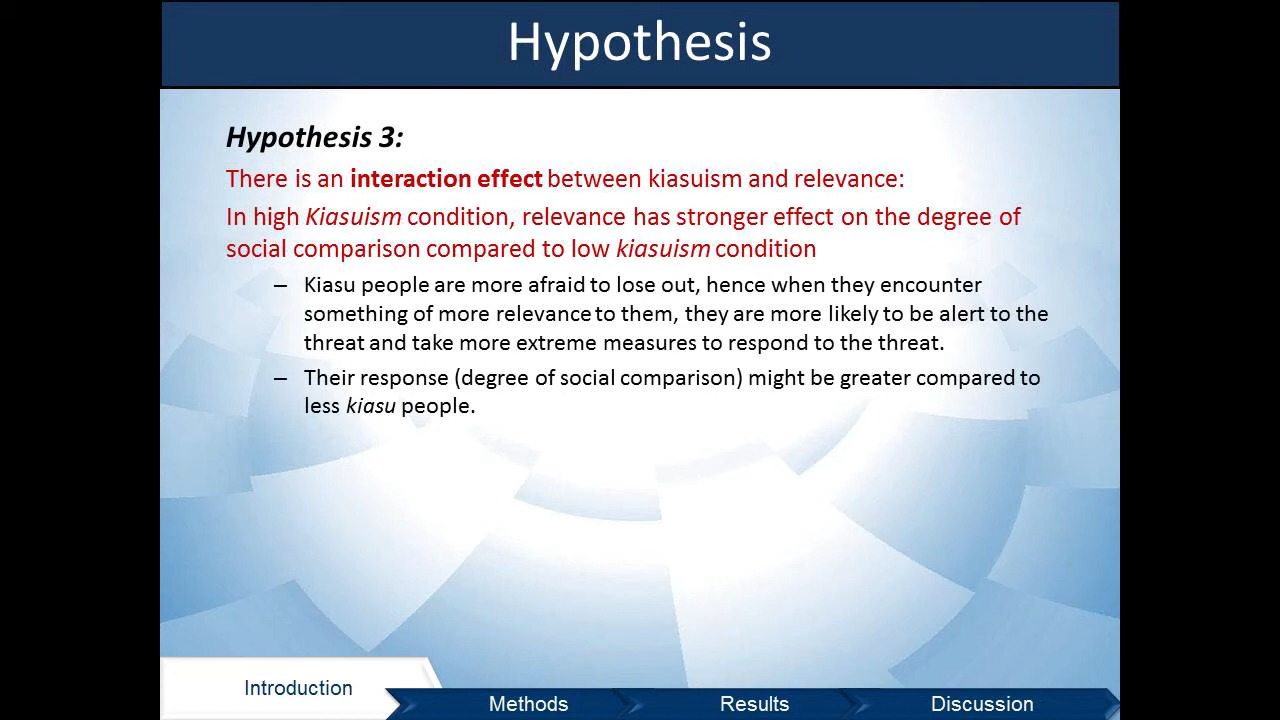 Hypothesis
Hypothesis 3:
There is an interaction effect between kiasuism and relevance:
In high Kiasuism condition, relevance has stronger effect on the degree of
social comparison compared to low kiasuism condition
– Kiasu people are more afraid to lose out, hence when they encounter
something of more relevance to them, they are more likely to be alert to the
threat and take more extreme measures to respond to the threat.
– Their response (degree of social comparison) might be greater compared to
less kiasu people.
Introduction
Methods
Results
Discussion